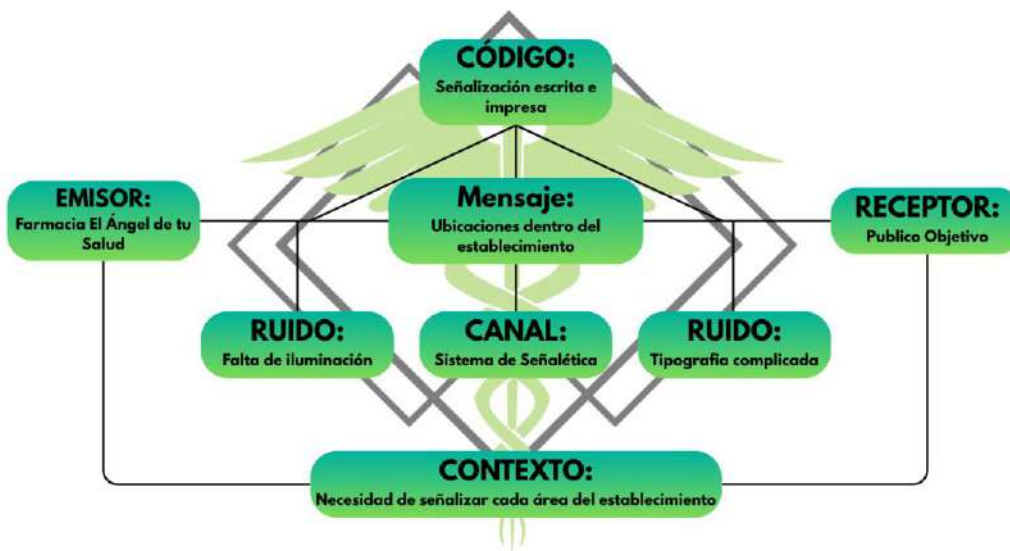 CÓDIGO:
Señalización escrita e
impresa
EMISOR:
Farmacia El Ángel de tu
Salud
Mensaje:
Ubicaciones dentro del
establecimiento
RECEPTOR:
Publico Objetivo
RUIDO:
Falta de iluminación
CANAL:
Sistema de Señalética
RUIDO:
Tipografia complicada
CONTEXTO:
Necesidad de señalizar cada área del establecimiento